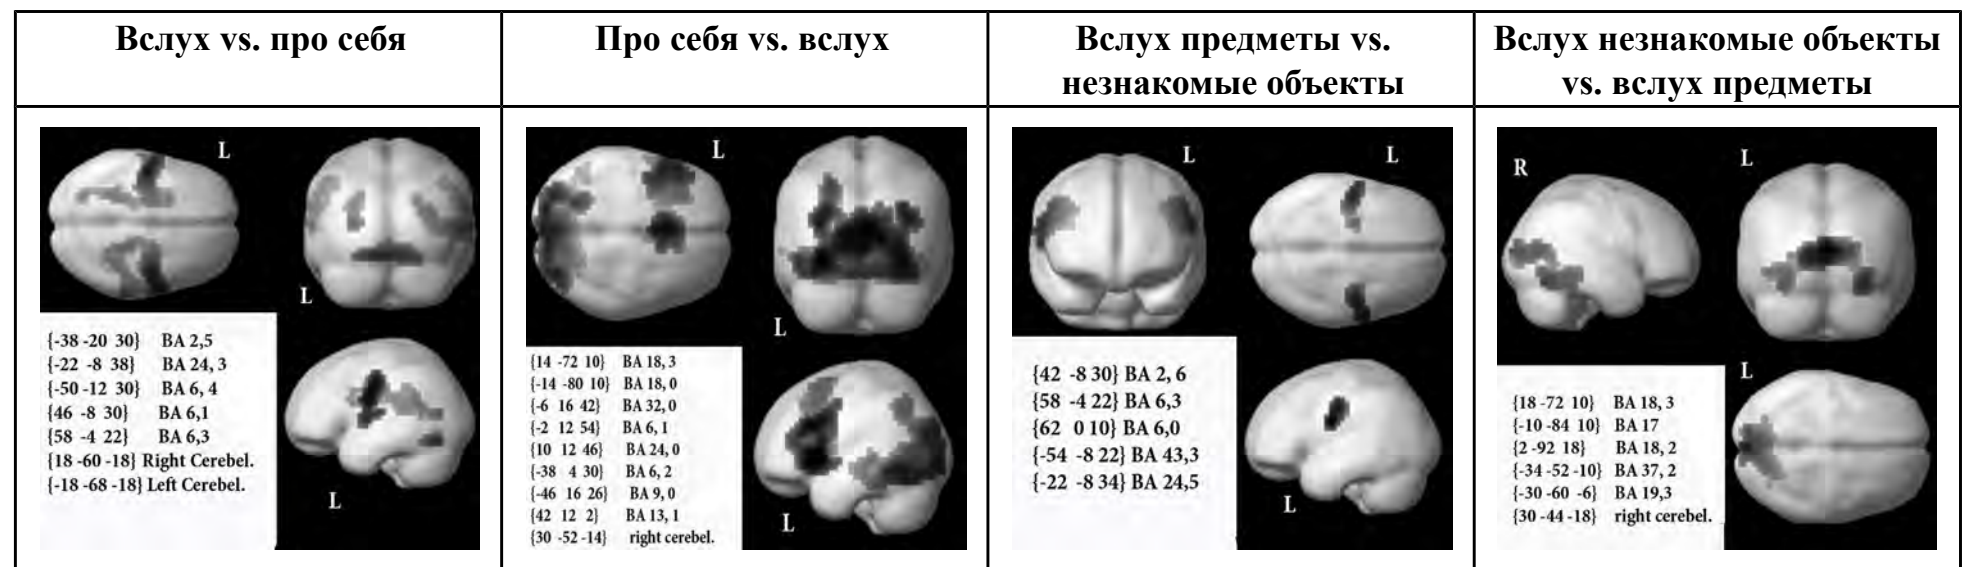 Вслух vs. про себя
Про себя vs. вслух
Вслух предметы vs.
незнакомые объекты
Вслух незнакомые объекты
vs. вслух предметы
L
L
{-38 -20 30} BA 2,5
{-22 -8 38} BA 24, 3
{-50 -12 30} BA 6, 4
{46 -8 30} BA 6,1
{58 -4 22} BA 6,3
{18 -60 -18} Right Cerebel.
{-18 -68 -18} Left Cerebel.
L
L
L
{14 -72 10} BA 18, 3
{-14 -80 10} BA 18, 0
{-6 16 42} BA 32, 0
{-2 12 54} BA 6, 1
{10 12 46} BA 24, 0
{-38 4 30} BA 6, 2
{-46 16 26} BA 9, 0
{42 12 2} BA 13, 1
{30 -52 -14} right cerebel.
L
L
L
{42 -8 30} BA 2, 6
{58 -4 22} BA 6,3
{62 0 10} BA 6,0
{-54 -8 22} BA 43,3
{-22 -8 34} BA 24,5
L
R
L
{18 -72 10} BA 18, 3
{-10 -84 10} BA 17
{2 -92 18} BA 18, 2
{-34 -52 -10} BA 37, 2
{-30 -60 -6} BA 19,3
{30 -44 -18} right cerebel.
L